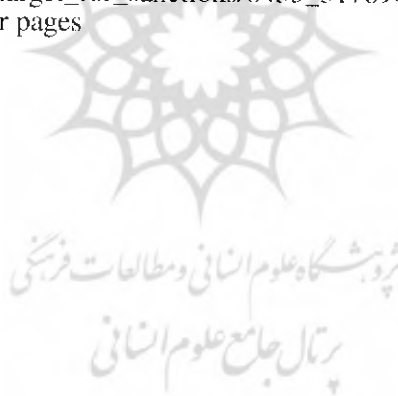 r pages
پژوهشگاه علوم انسانی و مطالعات فرهنگی
پرتال جامع علوم انسانی